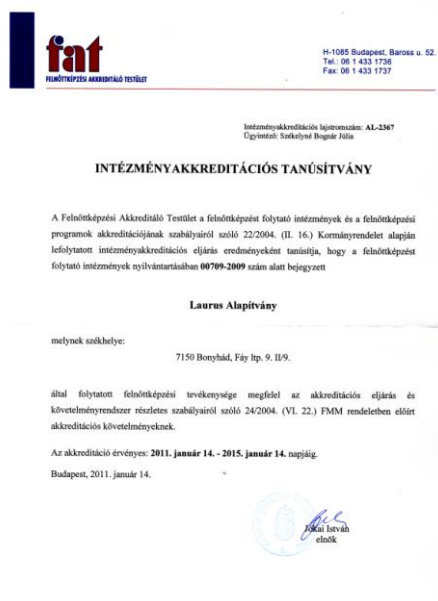 fat
FELNŐTTKÉPZÉSI AKKREDITÁLÓ TESTÜLET
H-1085 Budapest, Baross u. 52.
Tel.: 06 1 433 1736
Fax: 06 1 433 1737
Intézményakkreditációs lajstromszám: AL-2367
Ügyintéző: Székelyné Bognár Júlia
INTÉZMÉNYAKKREDITÁCIÓS TANÚSÍTVÁNY
A Felnőttképzési Akkreditáló Testület a felnőttképzést folytató intézmények és a felnőttképzési
programok akkreditációjának szabályairól szóló 22/2004. (II. 16.) Kormányrendelet alapján
lefolytatott intézményakkreditációs eljárás eredményeként tanúsítja, hogy a felnőttképzést
folytató intézmények nyilvántartásában 00709-2009 szám alatt bejegyzett
Laurus Alapítvány
melynek székhelye:
7150 Bonyhád, Fáy ltp. 9. II/9.
által folytatott felnőttképzési tevékenysége megfelel az akkreditációs eljárás és
követelményrendszer részletes szabályairól szóló 24/2004. (VI. 22.) FMM rendeletben előírt
akkreditációs követelményeknek.
Az akkreditáció érvényes: 2011. január 14. - 2015. január 14. napjáig.
Budapest, 2011. január 14.
Jókai István
elnök